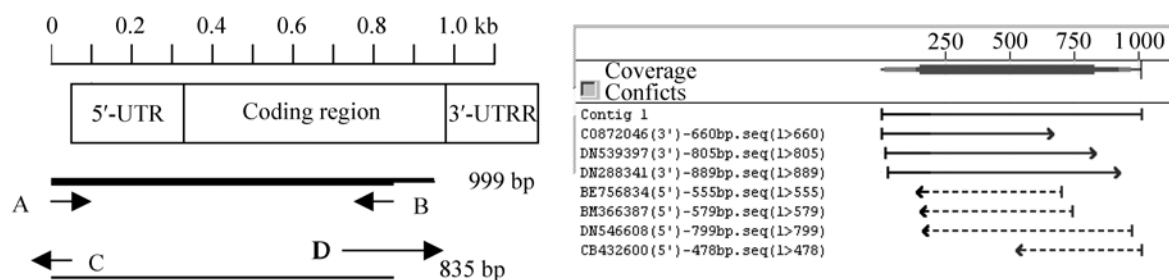 0 0.2 0.4 0.6 0.8 1.0 kb
5′-UTR Coding region 3′-UTRR
999 bp
A B
D
C 835 bp
250 500 750 1 000
Coverage
Conficts
Contig 1
CO872046(3')-660bp.seq(1>660)
DN539397(3')-805bp.seq(1>805)
DN288341(3')-889bp.seq(1>889)
BE756834(5')-555bp.seq(1>555)
BM366387(5')-579bp.seq(1>579)
DN546608(5')-799bp.seq(1>799)
CB432600(5')-478bp.seq(1>478)